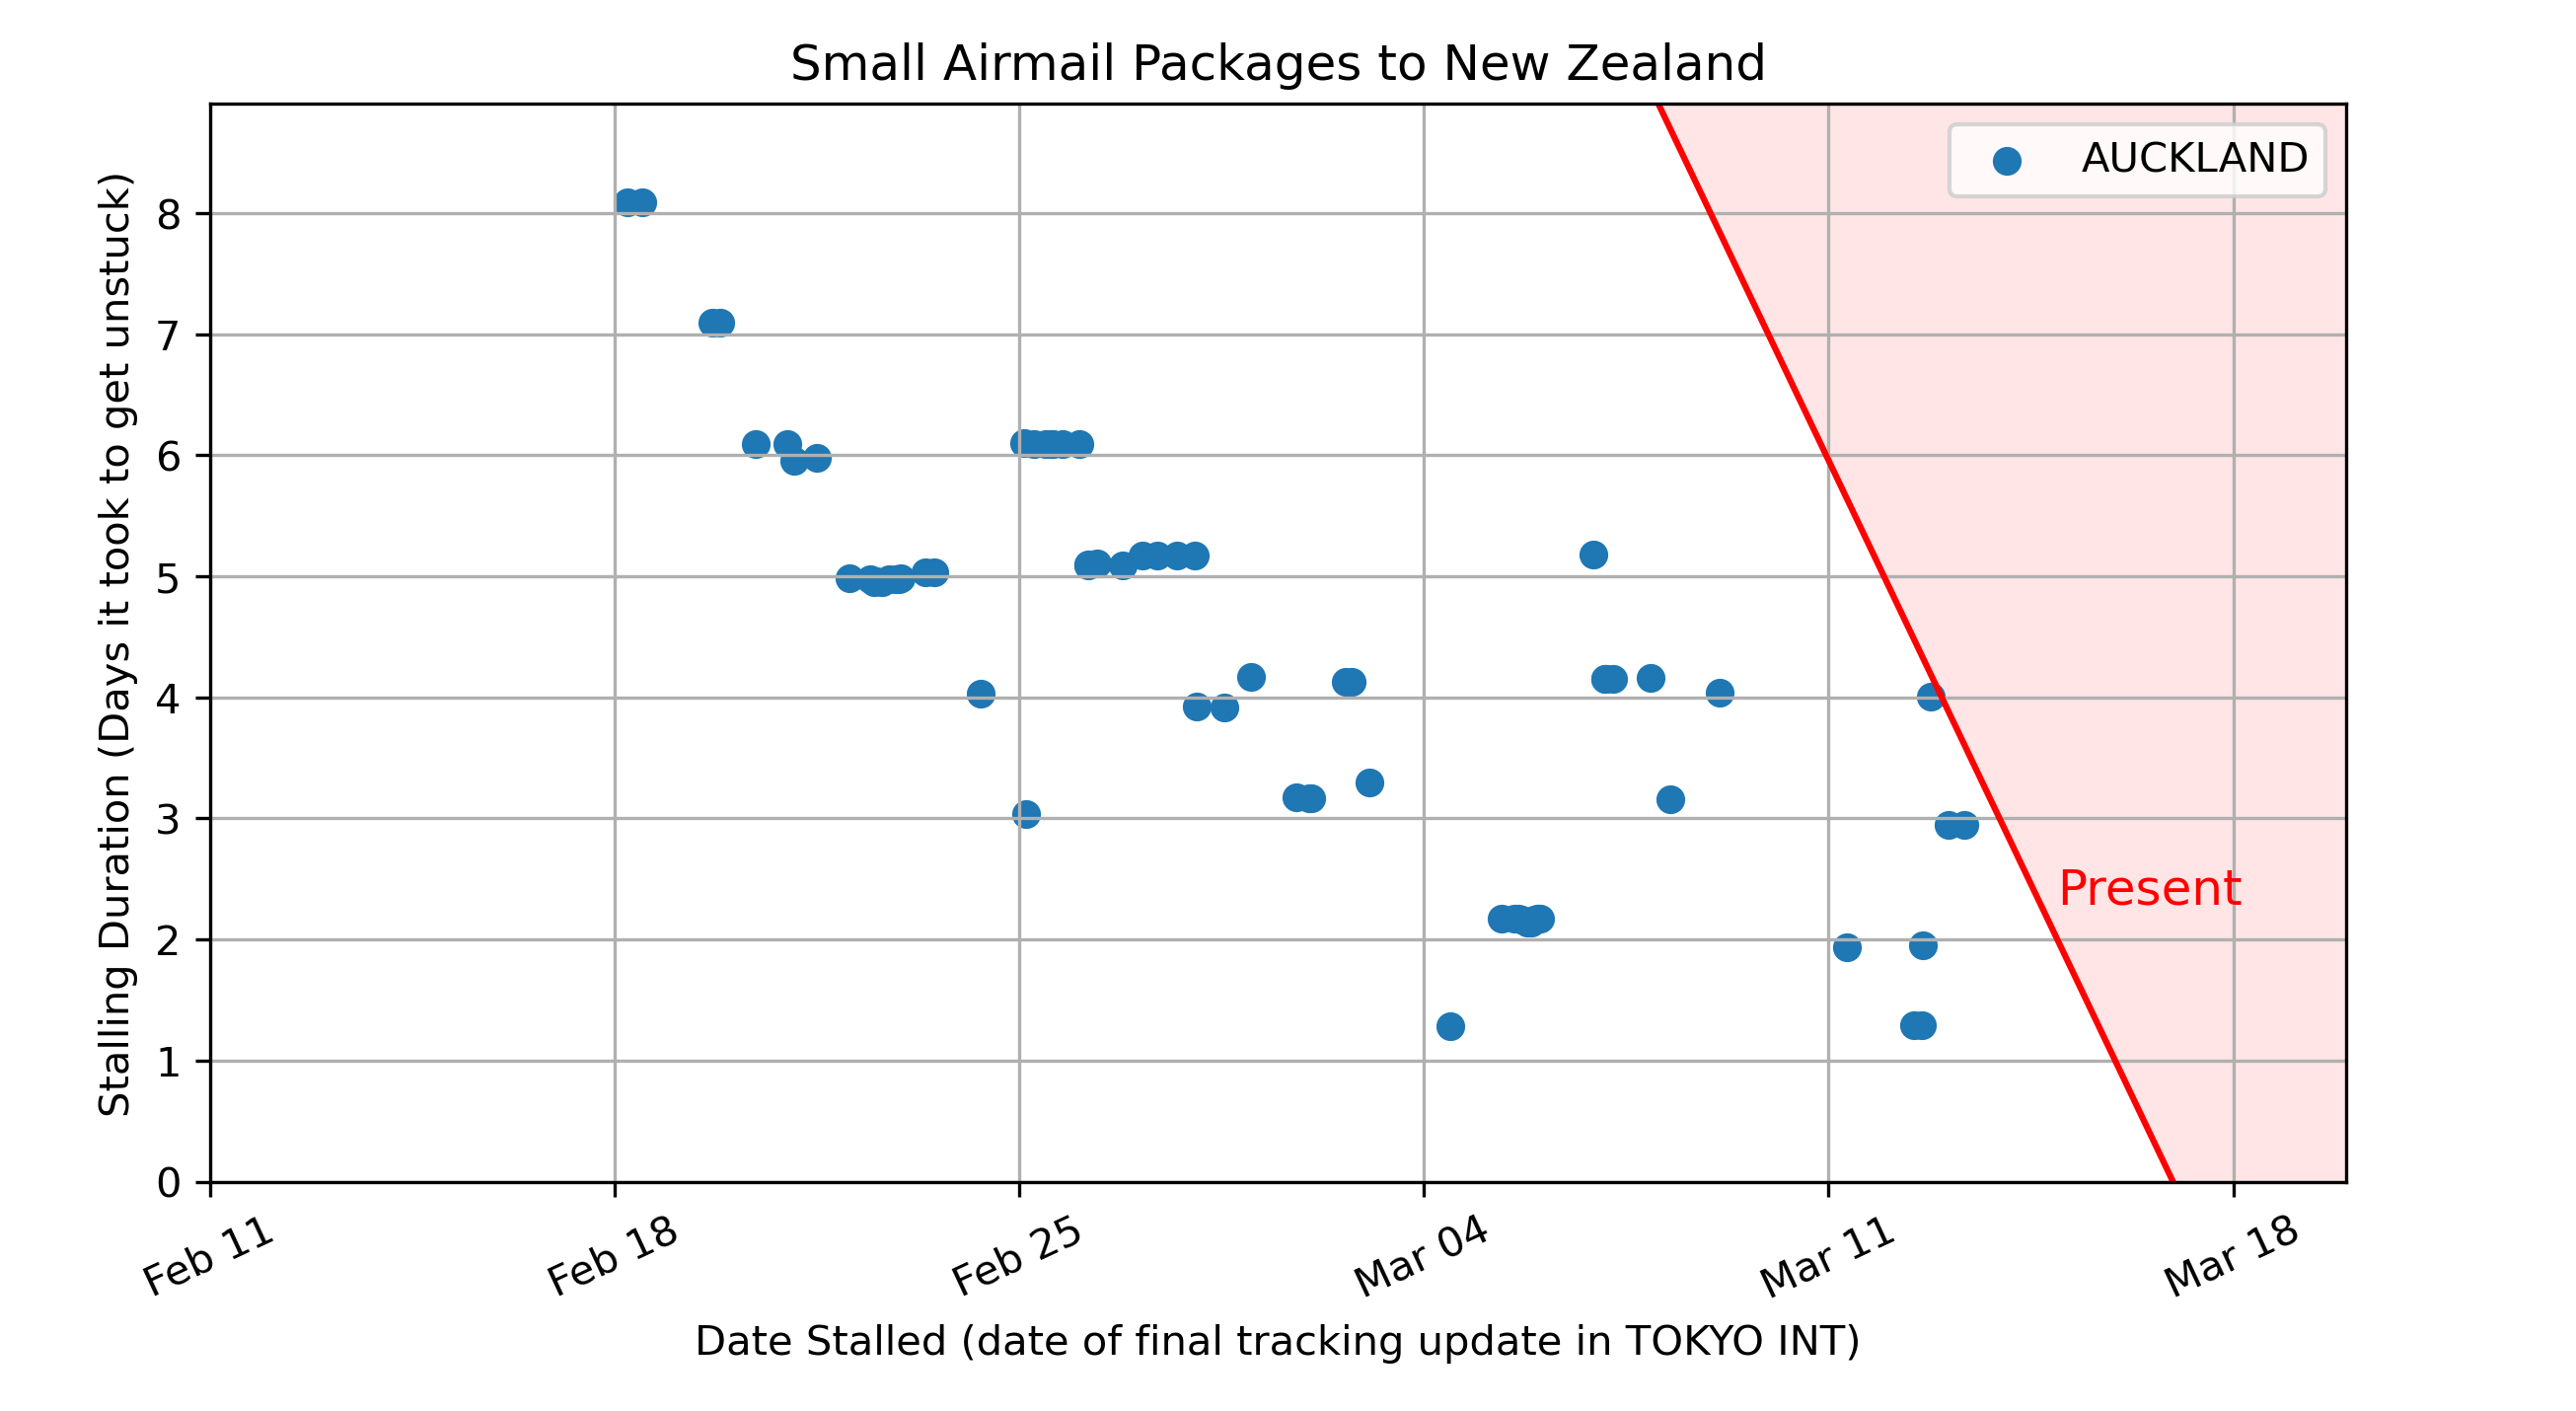 Small Airmail Packages to New Zealand
AUCKLAND
Stalling Duration (Days it took to get unstuck)
8
7
6
5
4
3
2
1
0
Present
Feb 11
Feb 18
Feb 25
Mar 04
Mar 11
Mar 18
Date Stalled (date of final tracking update in TOKYO INT)